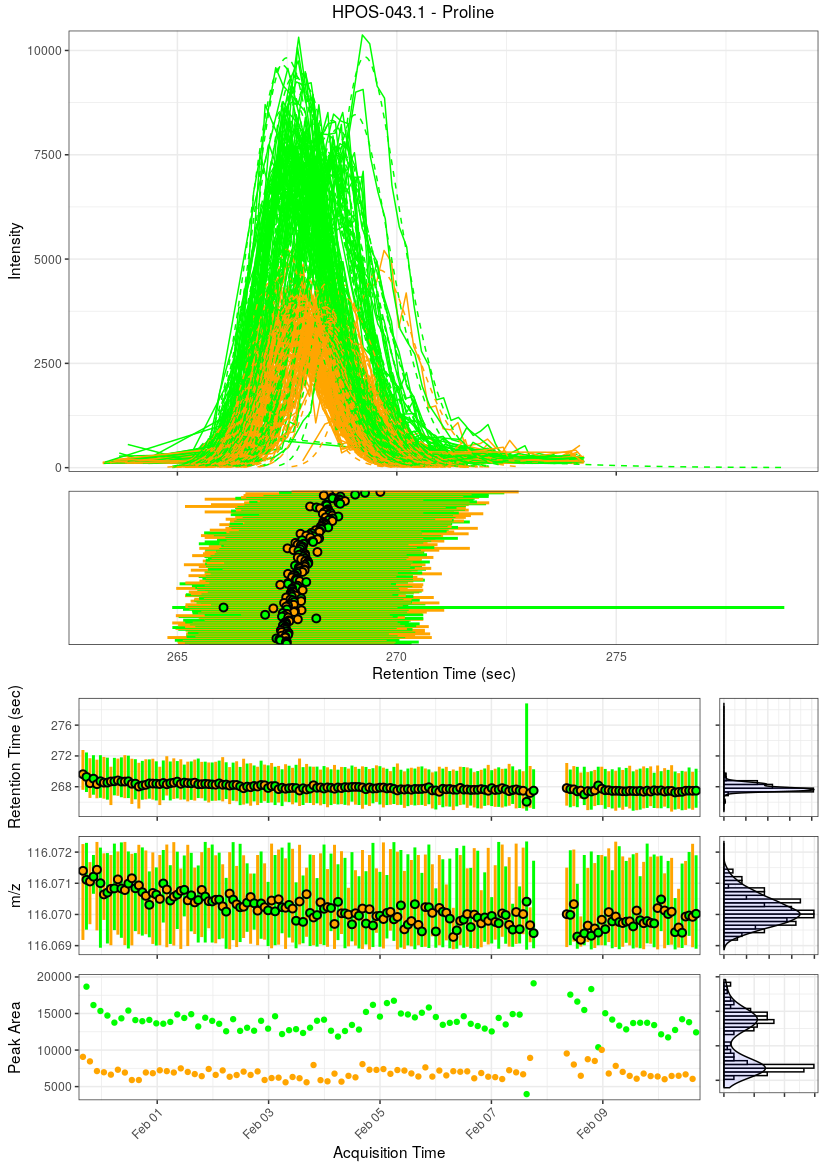 HPOS-043.1 - Proline
10000
7500
5000
2500
0
Intensity
265
270
275
Retention Time (sec)
276
272
268
Retention Time (sec)
116.072
116.071
116.070
116.069
m/z
20000
15000
10000
5000
Peak Area
Feb 01
Feb 03
Feb 05
Feb 07
Feb 09
Acquisition Time